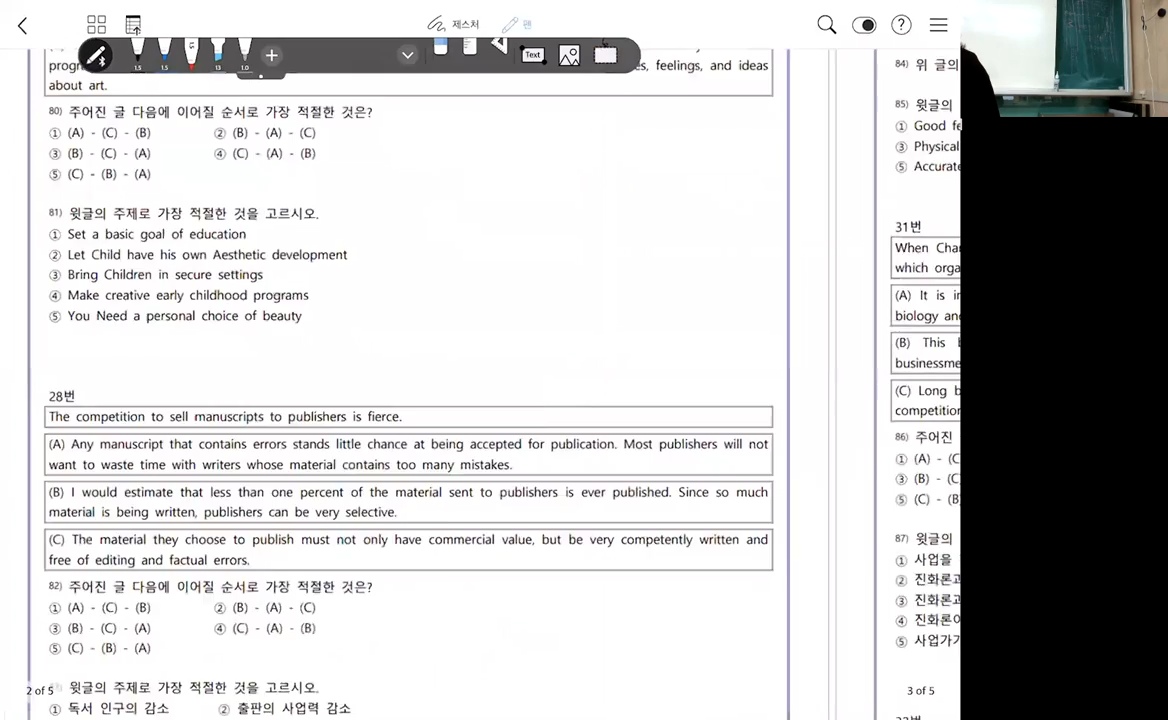 제스처
펜
Text
1.5
1.5
1.5
13
1.0
progr
es, feelings, and ideas
about art.
80) 주어진 글 다음에 이어질 순서로 가장 적절한 것은?
① (A) - (C) - (B) ② (B) - (A) - (C)
③ (B) - (C) - (A) ④ (C) - (A) - (B)
⑤ (C) - (B) - (A)
81) 윗글의 주제로 가장 적절한 것을 고르시오.
① Set a basic goal of education
② Let Child have his own Aesthetic development
③ Bring Children in secure settings
④ Make creative early childhood programs
⑤ You Need a personal choice of beauty
28번
The competition to sell manuscripts to publishers is fierce.
(A) Any manuscript that contains errors stands little chance at being accepted for publication. Most publishers will not
want to waste time with writers whose material contains too many mistakes.
(B) I would estimate that less than one percent of the material sent to publishers is ever published. Since so much
material is being written, publishers can be very selective.
(C) The material they choose to publish must not only have commercial value, but be very competently written and
free of editing and factual errors.
82) 주어진 글 다음에 이어질 순서로 가장 적절한 것은?
① (A) - (C) - (B) ② (B) - (A) - (C)
③ (B) - (C) - (A) ④ (C) - (A) - (B)
⑤ (C) - (B) - (A)
윗글의 주제로 가장 적절한 것을 고르시오.
① 독서 인구의 감소 ② 출판의 사업력 감소
2 of 5
84) 위 글의
85) 윗글의
① Good fe
③ Physical
⑤ Accurate
31번
When Char
which orga
(A) It is in
biology and
(B) This b
businessme
(C) Long b
competition
86) 주어진
① (A) - (C
③ (B) - (C
⑤ (C) - (B
87) 윗글의
① 사업을
② 진화론고
③ 진화론고
④ 진화론이
⑤ 사업가가
3 of 5